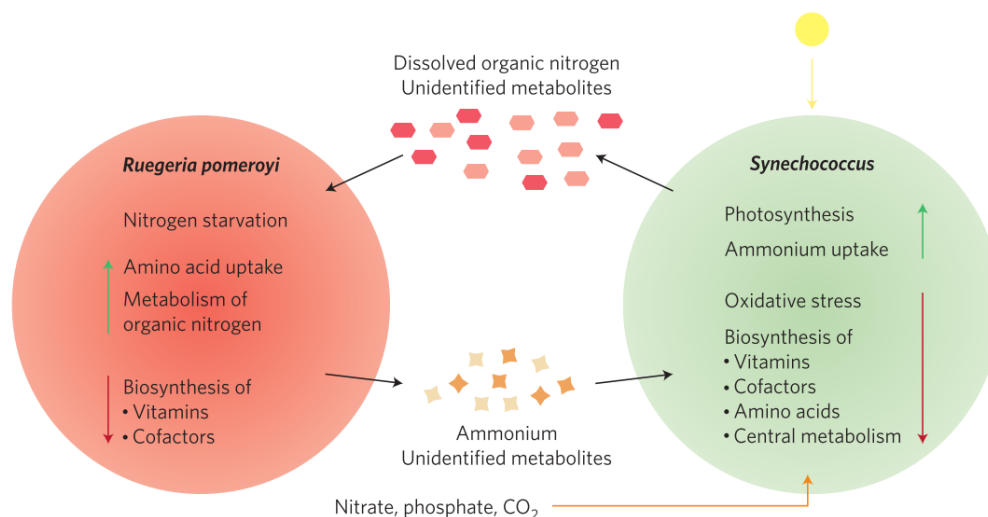 Dissolved organic nitrogen
Unidentified metabolites
Ruegeria pomeroyi
Nitrogen starvation
Amino acid uptake
Metabolism of
organic nitrogen
Biosynthesis of
• Vitamins
• Cofactors
Synechococcus
Photosynthesis
Ammonium uptake
Oxidative stress
Biosynthesis of
• Vitamins
• Cofactors
• Amino acids
• Central metabolism
Ammonium
Unidentified metabolites
Nitrate, phosphate, CO₂